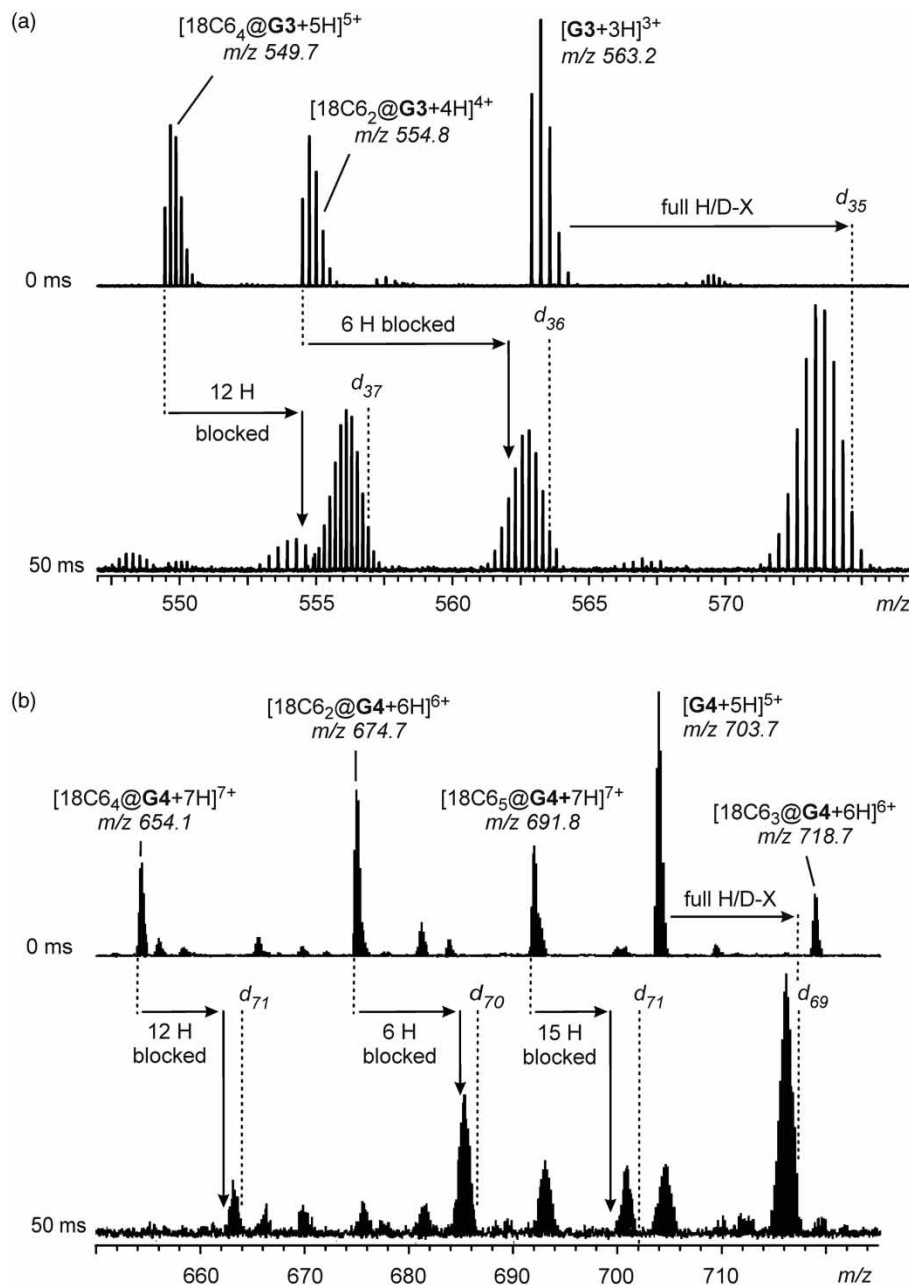 (a)
[18C6₄@G3+5H]⁵⁺
m/z 549.7
[18C6₂@G3+4H]⁴⁺
m/z 554.8
[G3+3H]³⁺
m/z 563.2
full H/D-X
d₃₅
0 ms
6 H blocked
d₃₆
12 H
blocked
d₃₇
50 ms
550 555 560 565 570 m/z
(b)
[18C6₄@G4+7H]⁷⁺
m/z 654.1
[18C6₂@G4+6H]⁶⁺
m/z 674.7
[18C6₅@G4+7H]⁷⁺
m/z 691.8
[G4+5H]⁵⁺
m/z 703.7
[18C6₃@G4+6H]⁶⁺
m/z 718.7
full H/D-X
0 ms
d₇₁
d₇₀
d₇₁
d₆₉
12 H
blocked
6 H
blocked
15 H
blocked
50 ms
660 670 680 690 700 710 m/z